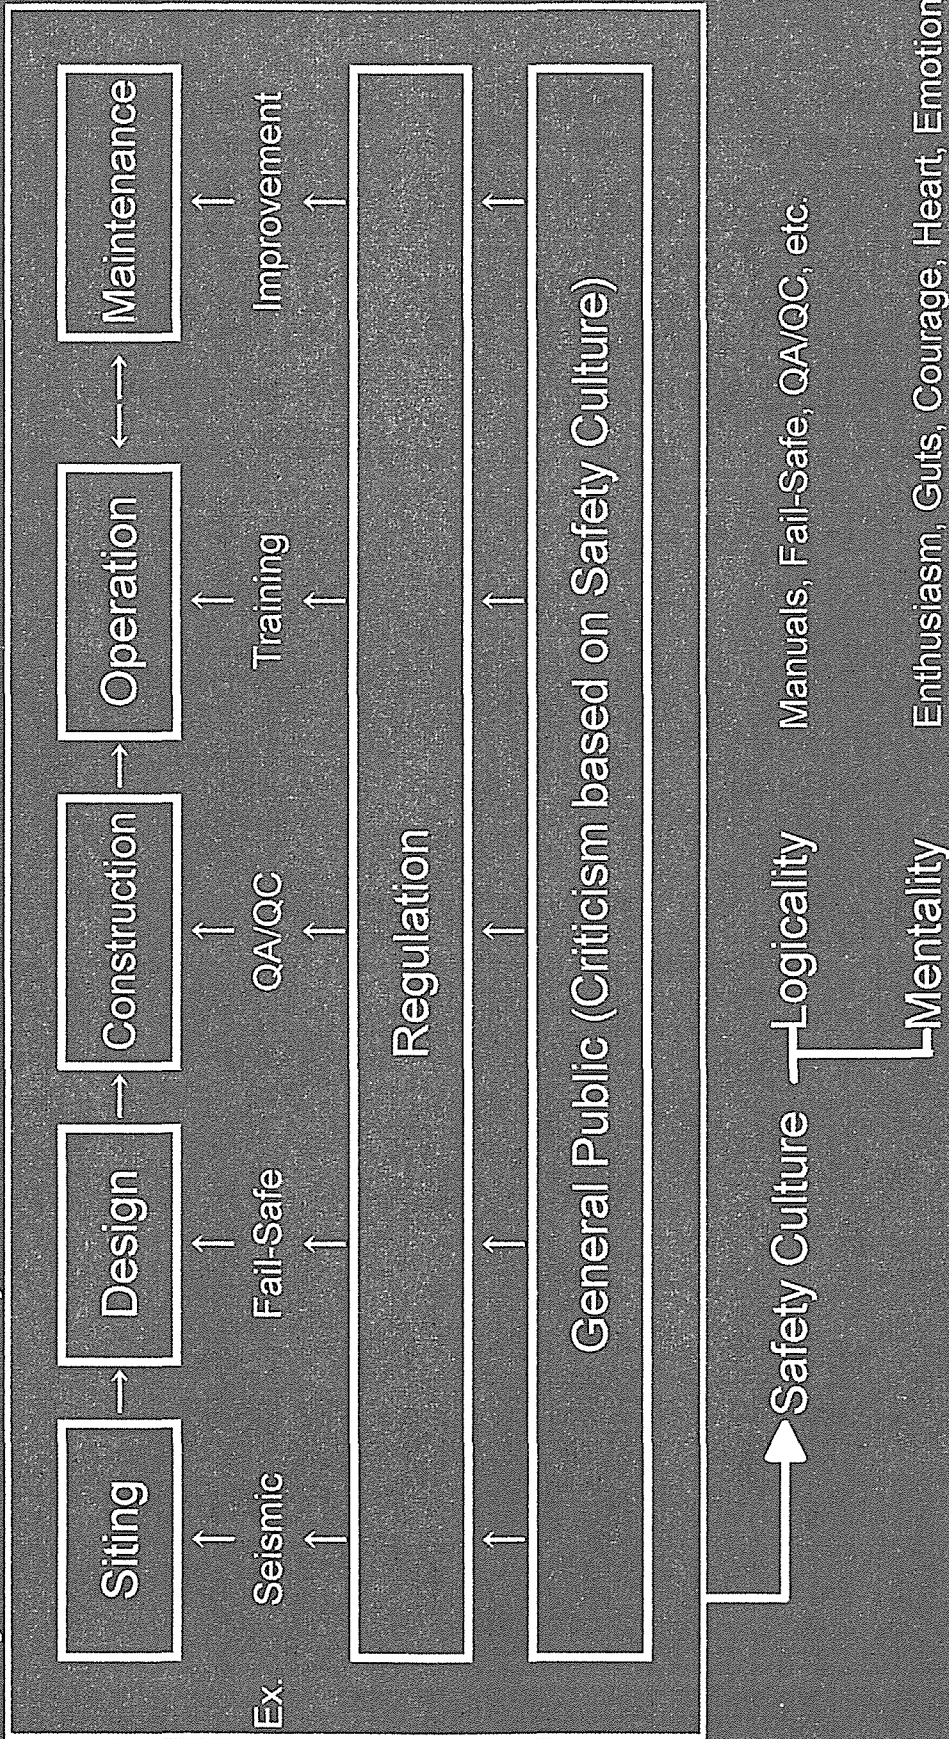 Siting Design Construction Operation Maintenance
Ex. Seismic Fail-Safe QA/QC Training Improvement
Regulation
General Public (Criticism based on Safety Culture)
Safety Culture Logicality Manuals, Fail-Safe, QA/QC, etc.
Mentality Enthusiasm, Guts, Courage, Heart, Emotion